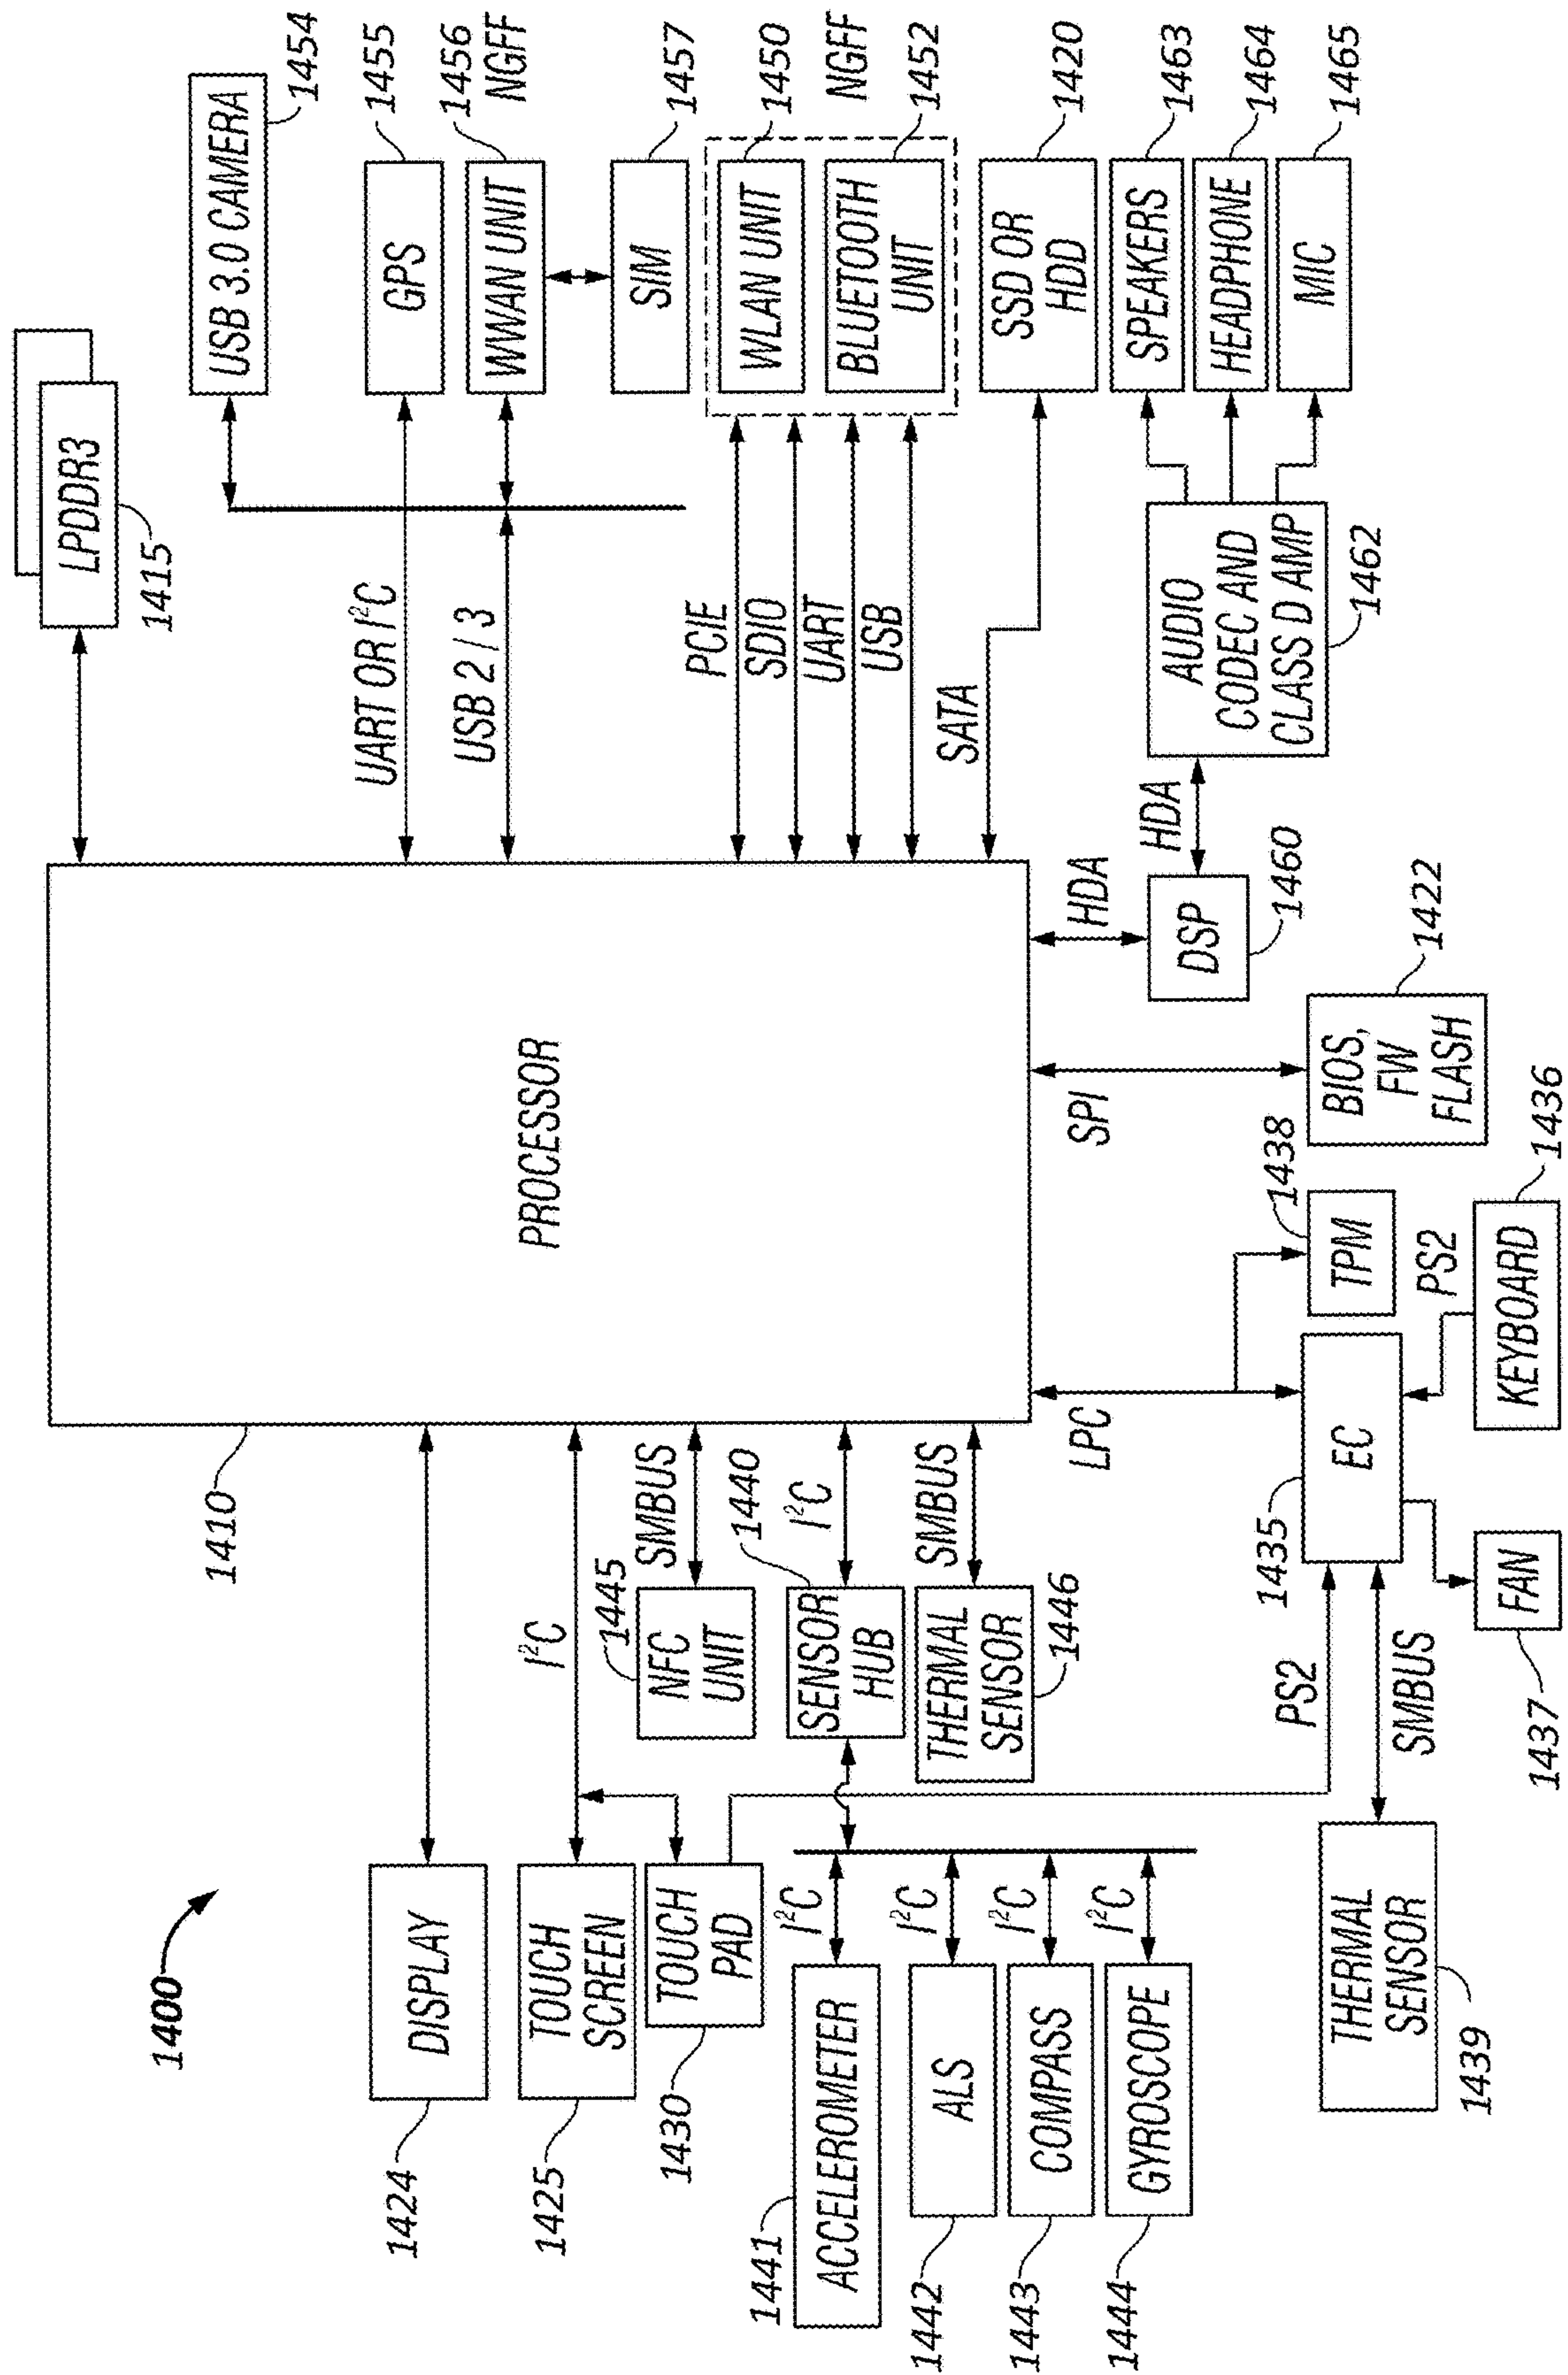 1400
LPDDR3
1415
USB 3.0 CAMERA
1454
GPS
1455
UART OR I²C
WWAN UNIT
1456
NGFF
USB 2 / 3
SIM
1457
WLAN UNIT
1450
BLUETOOTH
UNIT
NGFF
1452
PCIE
SDIO
UART
USB
SSD OR
HDD
1420
SATA
SPEAKERS
1463
HEADPHONE
1464
MIC
1465
AUDIO
CODEC AND
CLASS D AMP
1462
HDA
DSP
1460
HDA
PROCESSOR
1410
DISPLAY
1424
TOUCH
SCREEN
1425
I²C
TOUCH
PAD
1430
NFC
UNIT
1445
SMBUS
SENSOR
HUB
1440
I²C
THERMAL
SENSOR
1446
SMBUS
ACCELEROMETER
1441
I²C
ALS
1442
I²C
COMPASS
1443
I²C
GYROSCOPE
1444
I²C
THERMAL
SENSOR
1439
SMBUS
PS2
LPC
EC
1435
FAN
1437
KEYBOARD
1436
PS2
TPM
1438
SPI
BIOS,
FW
FLASH
1422